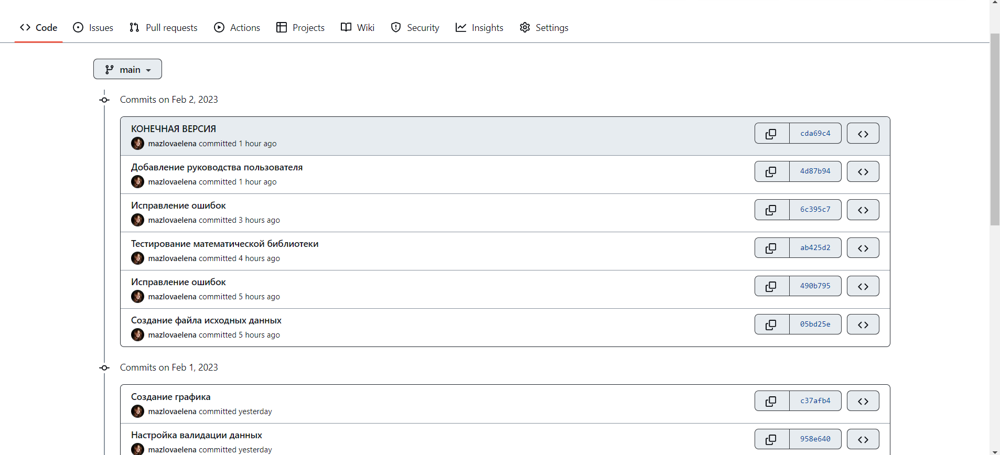 Code Issues Pull requests Actions Projects Wiki Security Insights Settings
main
Commits on Feb 2, 2023
КОНЕЧНАЯ ВЕРСИЯ
mazlovaelena committed 1 hour ago
cda69c4
Добавление руководства пользователя
mazlovaelena committed 1 hour ago
4d87b94
Исправление ошибок
mazlovaelena committed 3 hours ago
6c395c7
Тестирование математической библиотеки
mazlovaelena committed 4 hours ago
ab425d2
Исправление ошибок
mazlovaelena committed 5 hours ago
490b795
Создание файла исходных данных
mazlovaelena committed 5 hours ago
05bd25e
Commits on Feb 1, 2023
Создание графика
mazlovaelena committed yesterday
c37afb4
Настройка валидации данных
mazlovaelena committed yesterday
958e640